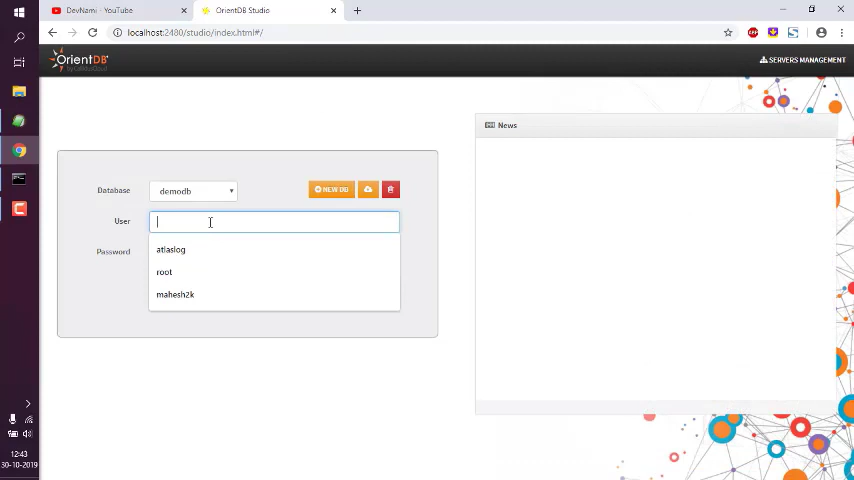 DevNami - YouTube
OrientDB Studio
localhost:2480/studio/index.html#/
OrientDB
SERVERS MANAGEMENT
News
Database
demodb
NEW DB
User
atlaslog
Password
root
mahesh2k
12:43
30-10-2019